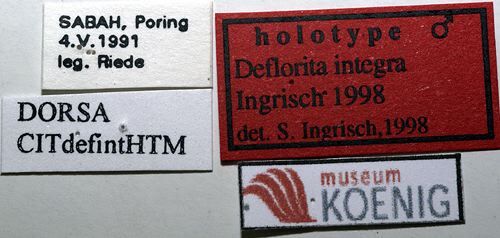 SABAH, Poring
4.V.1991
leg. Riede
DORSA
CITdefintHTM
holotype ♂
Deflorita integra
Ingrisch 1998
det. S. Ingrisch, 1998
museum
KOENIG